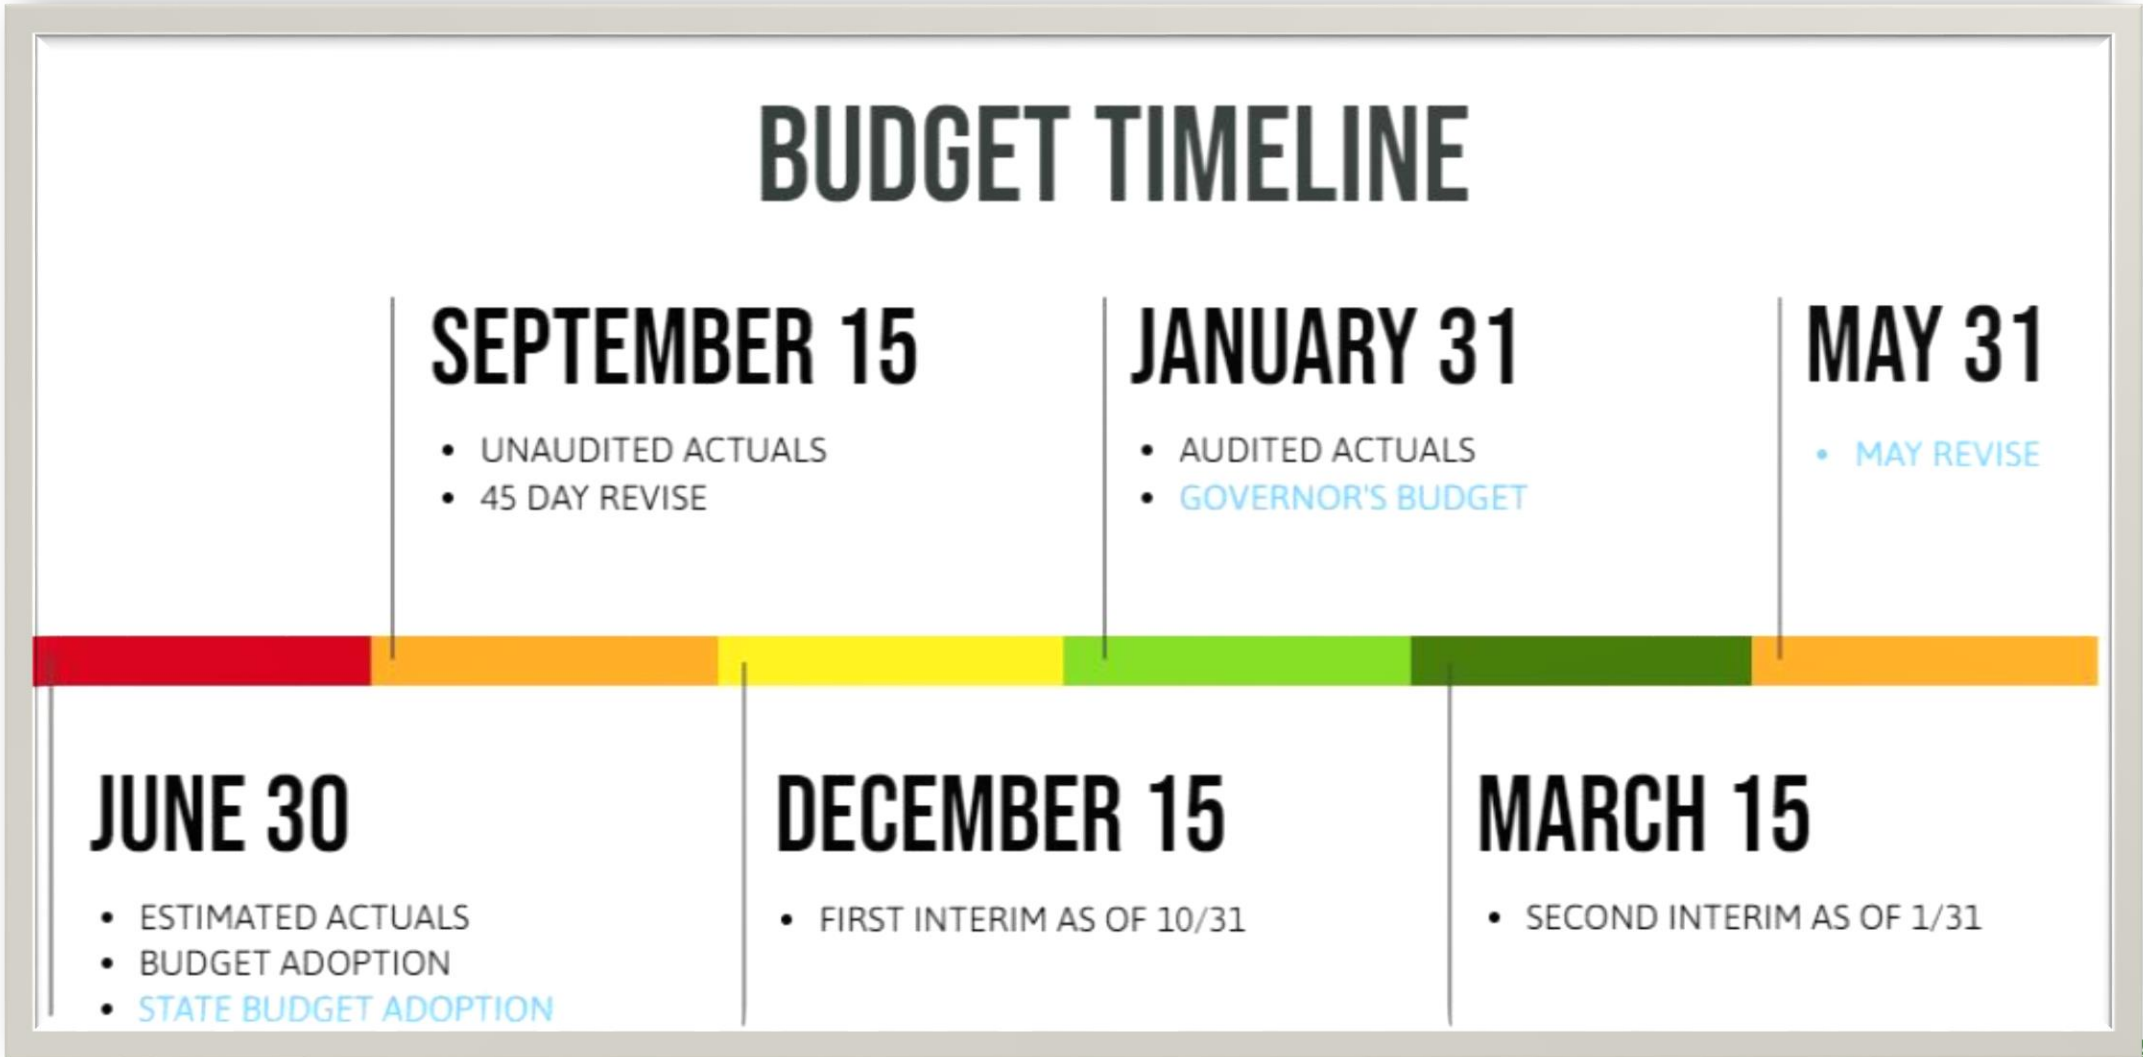 BUDGET TIMELINE
SEPTEMBER 15
• UNAUDITED ACTUALS
• 45 DAY REVISE
JANUARY 31
• AUDITED ACTUALS
• GOVERNOR'S BUDGET
MAY 31
• MAY REVISE
JUNE 30
• ESTIMATED ACTUALS
• BUDGET ADOPTION
• STATE BUDGET ADOPTION
DECEMBER 15
• FIRST INTERIM AS OF 10/31
MARCH 15
• SECOND INTERIM AS OF 1/31